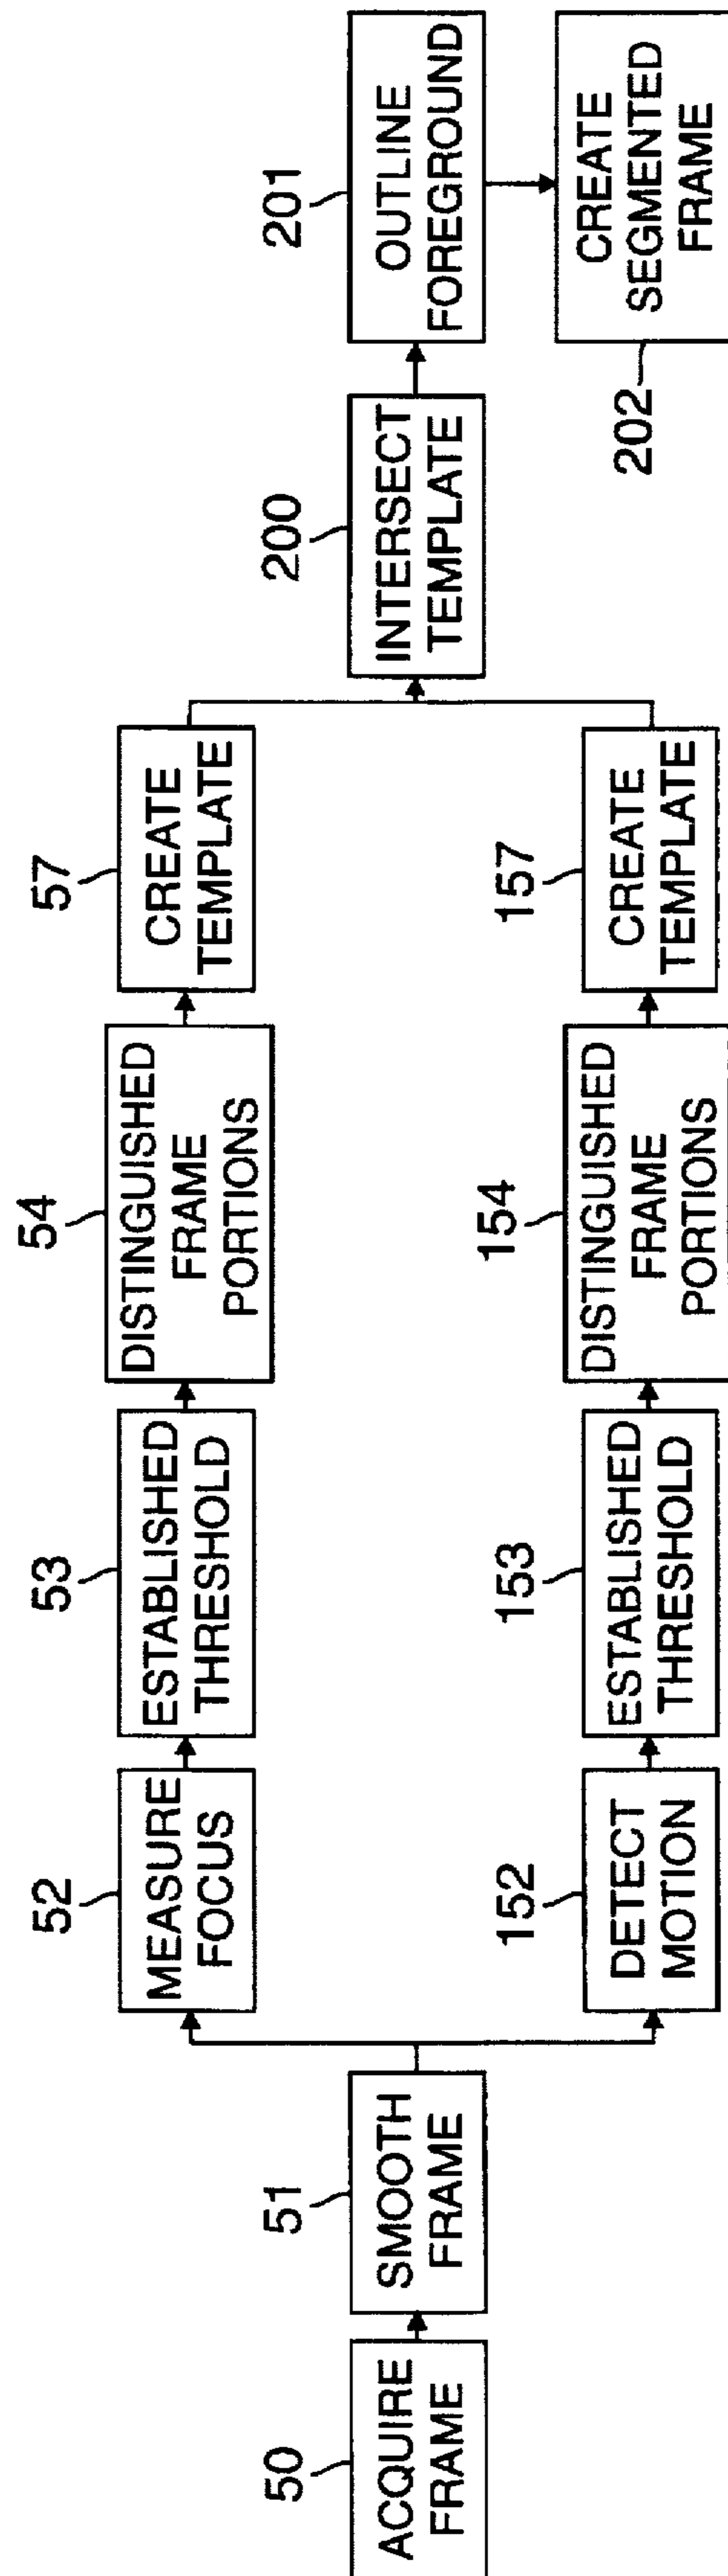 50
ACQUIRE
FRAME
51
SMOOTH
FRAME
52
MEASURE
FOCUS
53
ESTABLISHED
THRESHOLD
54
DISTINGUISHED
FRAME
PORTIONS
57
CREATE
TEMPLATE
152
DETECT
MOTION
153
ESTABLISHED
THRESHOLD
154
DISTINGUISHED
FRAME
PORTIONS
157
CREATE
TEMPLATE
200
INTERSECT
TEMPLATE
201
OUTLINE
FOREGROUND
202
CREATE
SEGMENTED
FRAME